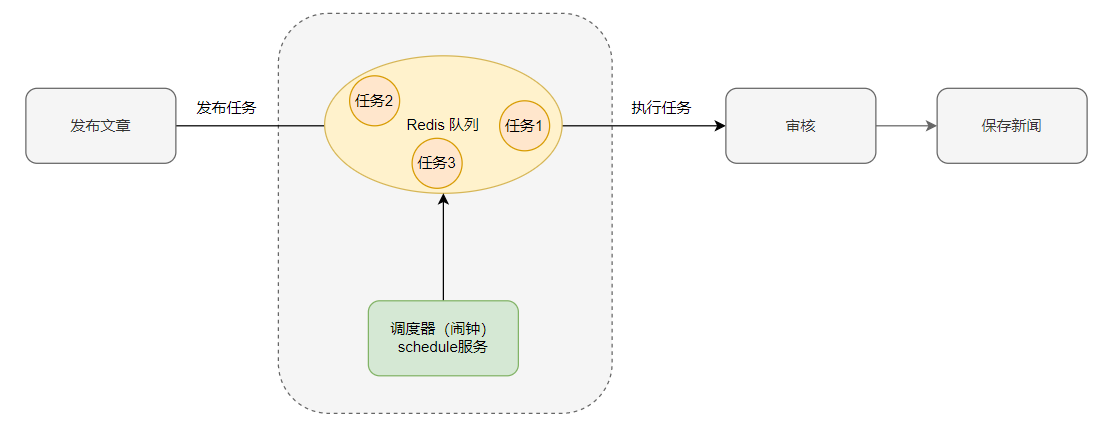 发布文章
发布任务
任务2
Redis 队列
任务1
任务3
执行任务
审核
保存新闻
调度器（闹钟）
schedule服务